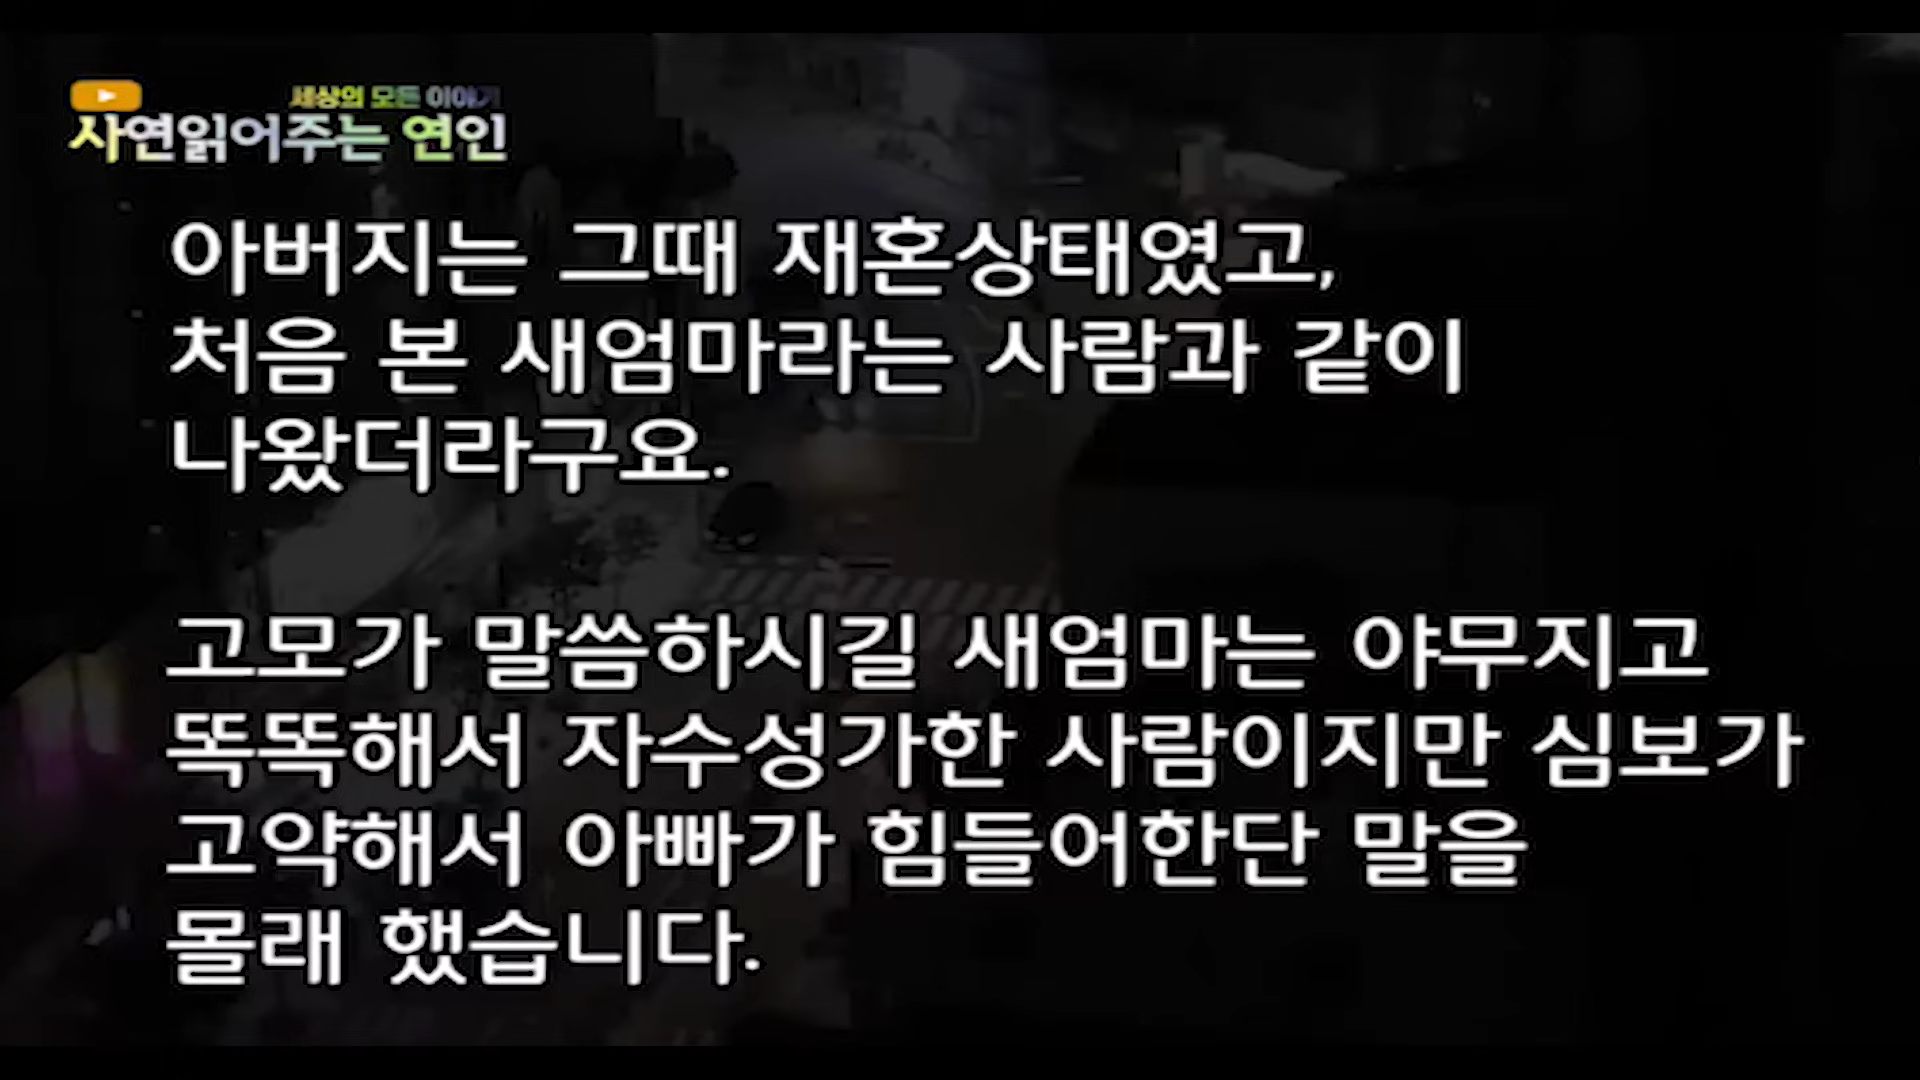 세상의 모든 이야기
사연읽어주는 연인
아버지는 그때 재혼상태였고,
처음 본 새엄마라는 사람과 같이
나왔더라구요.
고모가 말씀하시길 새엄마는 야무지고
똑똑해서 자수성가한 사람이지만 심보가
고약해서 아빠가 힘들어한단 말을
몰래 했습니다.